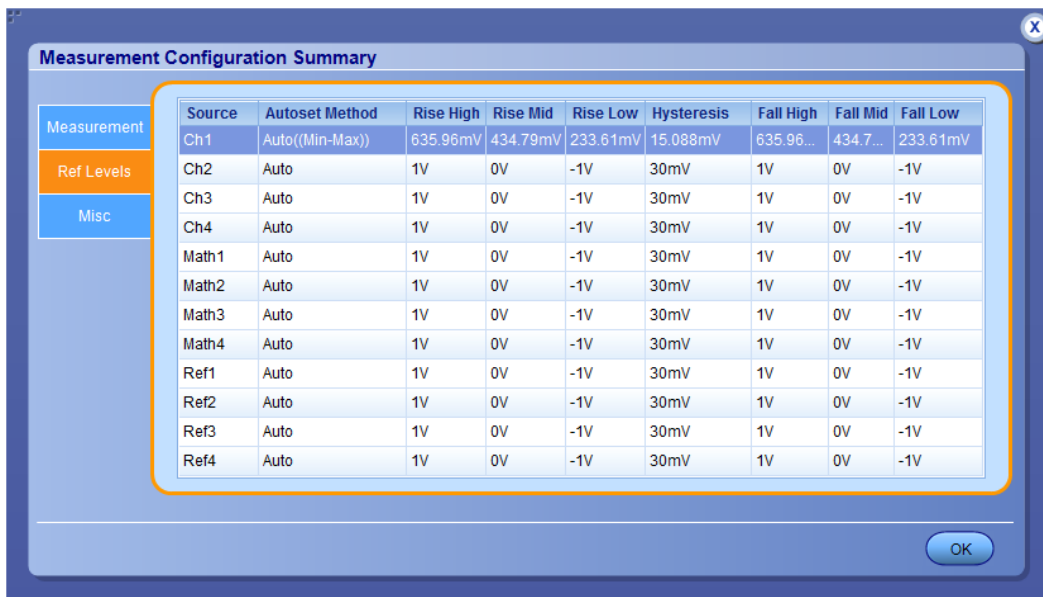 X
Measurement Configuration Summary
Measurement
Ref Levels
Misc
Source Autoset Method Rise High Rise Mid Rise Low Hysteresis Fall High Fall Mid Fall Low
Ch1 Auto((Min-Max)) 635.96mV 434.79mV 233.61mV 15.088mV 635.96... 434.7... 233.61mV
Ch2 Auto 1V 0V -1V 30mV 1V 0V -1V
Ch3 Auto 1V 0V -1V 30mV 1V 0V -1V
Ch4 Auto 1V 0V -1V 30mV 1V 0V -1V
Math1 Auto 1V 0V -1V 30mV 1V 0V -1V
Math2 Auto 1V 0V -1V 30mV 1V 0V -1V
Math3 Auto 1V 0V -1V 30mV 1V 0V -1V
Math4 Auto 1V 0V -1V 30mV 1V 0V -1V
Ref1 Auto 1V 0V -1V 30mV 1V 0V -1V
Ref2 Auto 1V 0V -1V 30mV 1V 0V -1V
Ref3 Auto 1V 0V -1V 30mV 1V 0V -1V
Ref4 Auto 1V 0V -1V 30mV 1V 0V -1V
OK